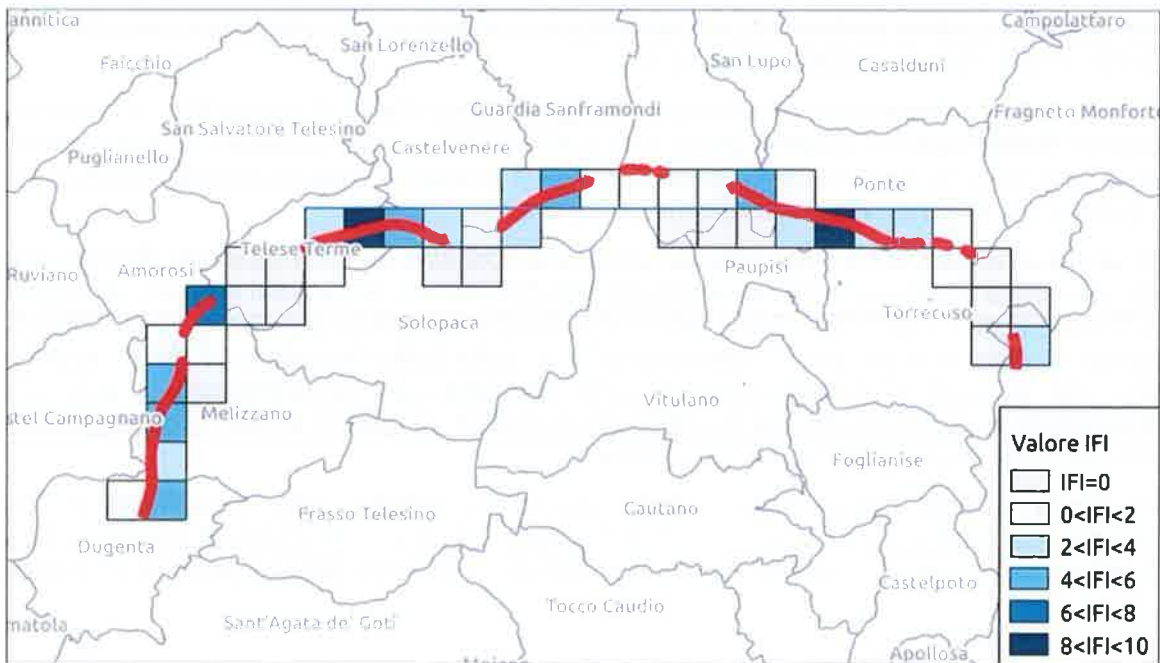 annitica
Campolattaro
San Lorenzello
Faicchio
San Lupo
Casalduni
Guardia Sanframondi
Fragneto Monforte
San Salvatore Telesino
Castelvenere
Puglianello
Ponte
Telese Terme
Ruviano
Amorosi
Paupisi
Solopaca
Torrecuso
Vitulano
stel Campagnano
Melizzano
Foglianise
Frasso Telesino
Cautano
Dugenta
Castelpoto
Tocco Caudio
matola
Sant'Agata de' Goti
Apollosa
Valore IFI
IFI=0
0<IFI<2
2<IFI<4
4<IFI<6
6<IFI<8
8<IFI<10